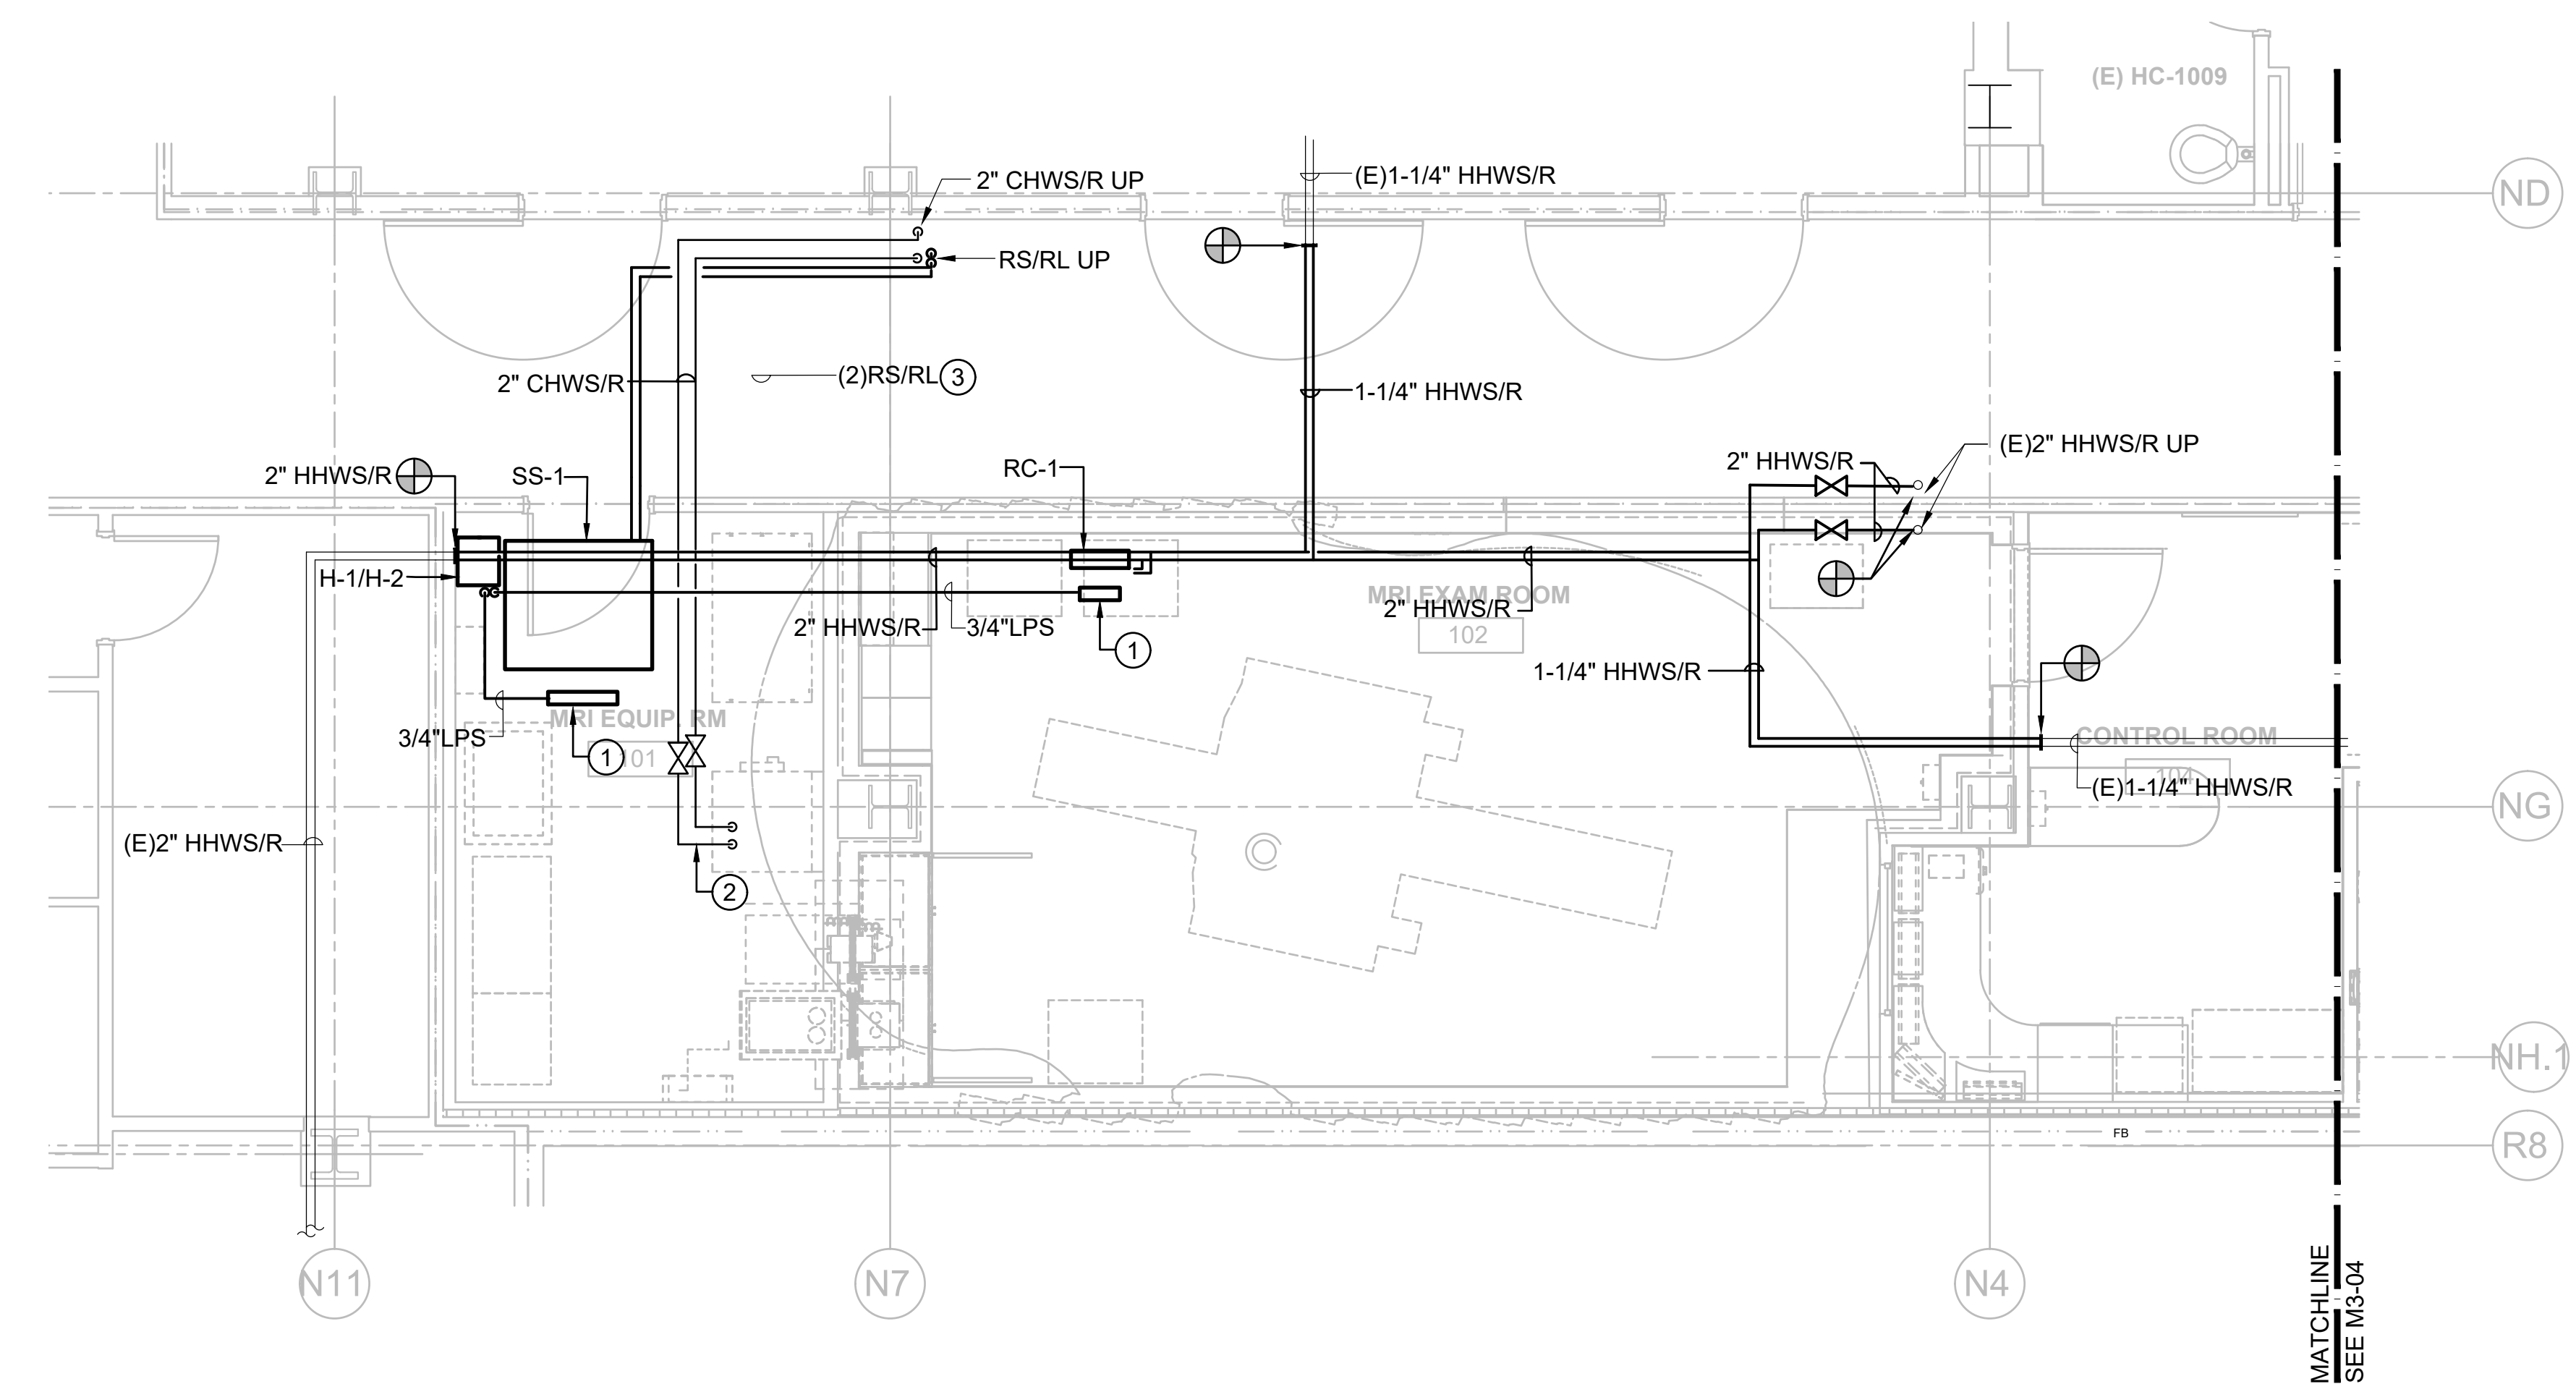 (E) HC-1009
2" CHWS/R UP
(E)1-1/4" HHWS/R
ND
RS/RL UP
2" CHWS/R
(2)RS/RL 3
1-1/4" HHWS/R
(E)2" HHWS/R UP
2" HHWS/R
SS-1
RC-1
2" HHWS/R
H-1/H-2
MRI EXAM ROOM
102
2" HHWS/R
2" HHWS/R
3/4"LPS
1
1-1/4" HHWS/R
MRI EQUIP. RM
101
3/4"LPS
1
CONTROL ROOM
104
(E)1-1/4" HHWS/R
NG
(E)2" HHWS/R
2
NH.1
FB
R8
N11
N7
N4
MATCHLINE
SEE M3-04